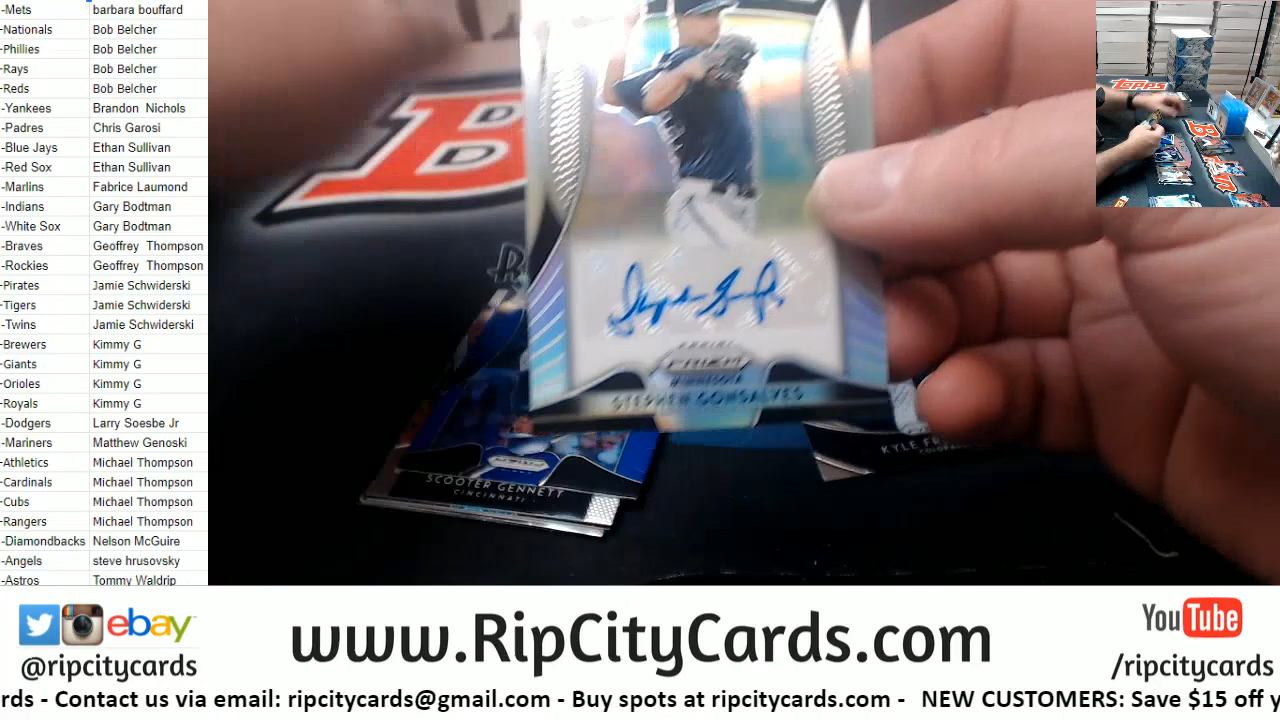 -Mets barbara bouffard
-Nationals Bob Belcher
-Phillies Bob Belcher
-Rays Bob Belcher
-Reds Bob Belcher
-Yankees Brandon Nichols
-Padres Chris Garosi
-Blue Jays Ethan Sullivan
-Red Sox Ethan Sullivan
-Marlins Fabrice Laumond
-Indians Gary Bodtman
-White Sox Gary Bodtman
-Braves Geoffrey Thompson
-Rockies Geoffrey Thompson
-Pirates Jamie Schwiderski
-Tigers Jamie Schwiderski
-Twins Jamie Schwiderski
-Brewers Kimmy G
-Giants Kimmy G
-Orioles Kimmy G
-Royals Kimmy G
-Dodgers Larry Soesbe Jr
-Mariners Matthew Genoski
-Athletics Michael Thompson
-Cardinals Michael Thompson
-Cubs Michael Thompson
-Rangers Michael Thompson
-Diamondbacks Nelson McGuire
-Angels steve hrusovsky
-Astros Tommy Waldrip
B
D
PANINI
PRIZM
MINNESOTA
STEPHEN GONSALVES
SCOOTER GENNETT
CINCINNATI
KYLE
TOPPS
ebay
@ripcitycards
www.RipCityCards.com
YouTube
/ripcitycards
rds - Contact us via email: ripcitycards@gmail.com - Buy spots at ripcitycards.com - NEW CUSTOMERS: Save $15 off y